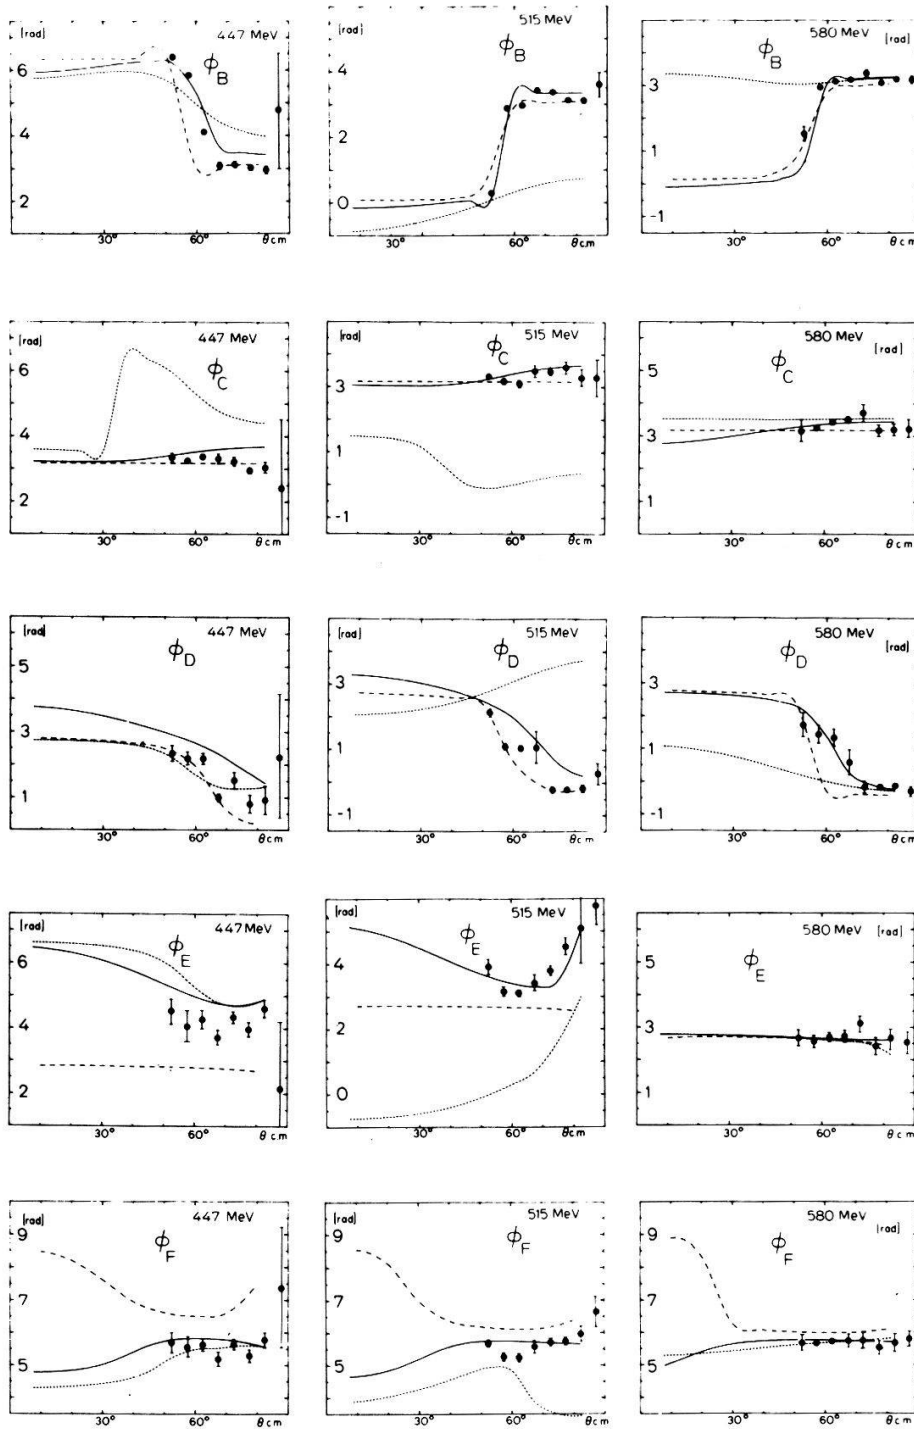 [rad] 447 MeV
ϕB
6
4
2
30° 60° θcm
515 MeV
ϕB
4
2
0
30° 60° θcm
580 MeV [rad]
ϕB
3
1
-1
30° 60° θcm
[rad] 447 MeV
ϕC
6
4
2
30° 60° θcm
[rad] 515 MeV
ϕC
3
1
-1
30° 60° θcm
580 MeV
[rad]
ϕC
5
3
1
30° 60° θcm
[rad] 447 MeV
ϕD
5
3
1
30° 60° θcm
[rad] 515 MeV
ϕD
3
1
-1
30° 60° θcm
580 MeV [rad]
ϕD
3
1
-1
30° 60° θcm
[rad] 447 MeV
ϕE
6
4
2
30° 60° θcm
[rad] 515 MeV
ϕE
4
2
0
30° 60° θcm
580 MeV [rad]
ϕE
5
3
1
30° 60° θcm
[rad] 447 MeV
ϕF
9
7
5
30° 60° θcm
[rad] 515 MeV
ϕF
9
7
5
30° 60° θcm
580 MeV
[rad]
ϕF
9
7
5
30° 60° θcm